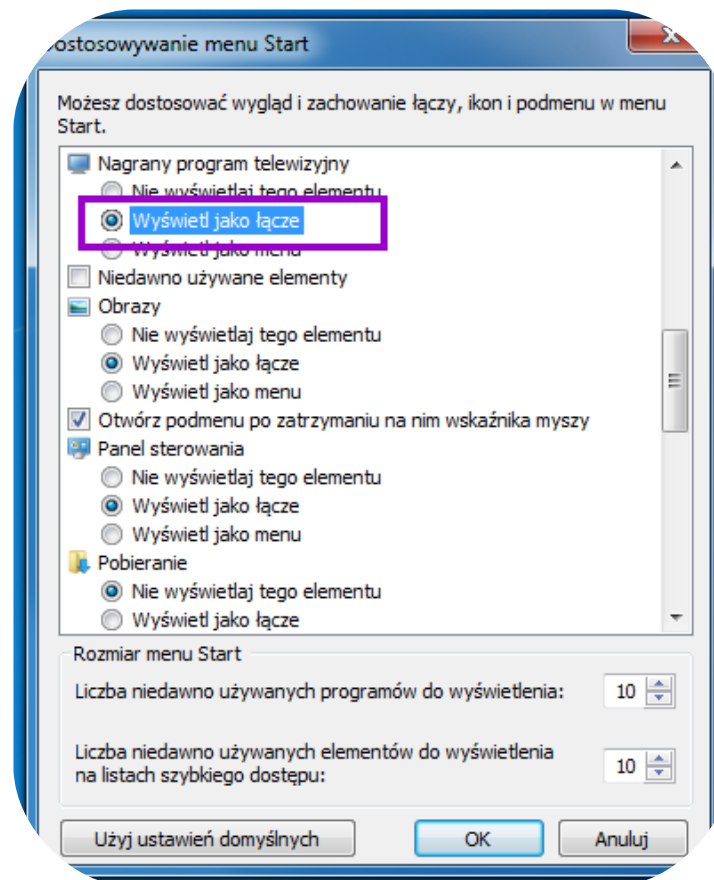 ostosowywanie menu Start
Możesz dostosować wygląd i zachowanie łączy, ikon i podmenu w menu
Start.
Nagrany program telewizyjny
Nie wyświetlaj tego elementu
Wyświetl jako łącze
Wyświetl jako menu
Niedawno używane elementy
Obrazy
Nie wyświetlaj tego elementu
Wyświetl jako łącze
Wyświetl jako menu
Otwórz podmenu po zatrzymaniu na nim wskaźnika myszy
Panel sterowania
Nie wyświetlaj tego elementu
Wyświetl jako łącze
Wyświetl jako menu
Pobieranie
Nie wyświetlaj tego elementu
Wyświetl jako łącze
Rozmiar menu Start
Liczba niedawno używanych programów do wyświetlenia: 10
Liczba niedawno używanych elementów do wyświetlenia
na listach szybkiego dostępu: 10
Użyj ustawień domyślnych OK Anuluj